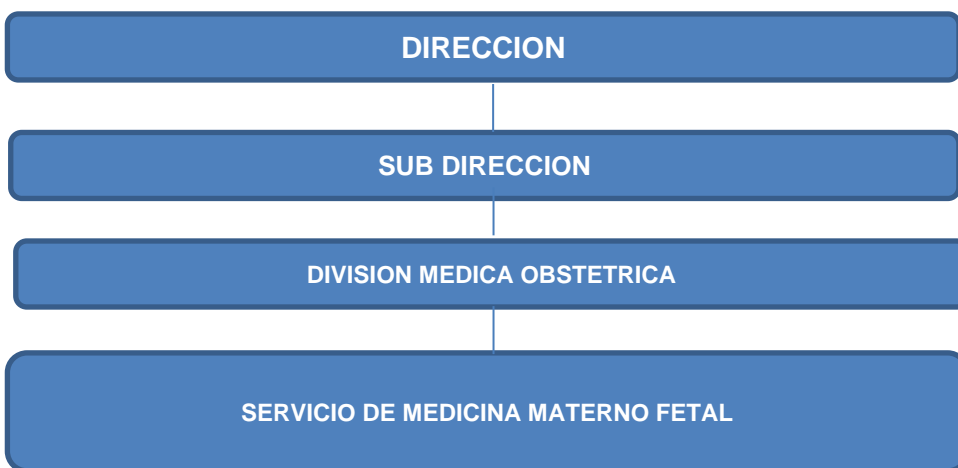 DIRECCION
SUB DIRECCION
DIVISION MEDICA OBSTETRICA
SERVICIO DE MEDICINA MATERNO FETAL